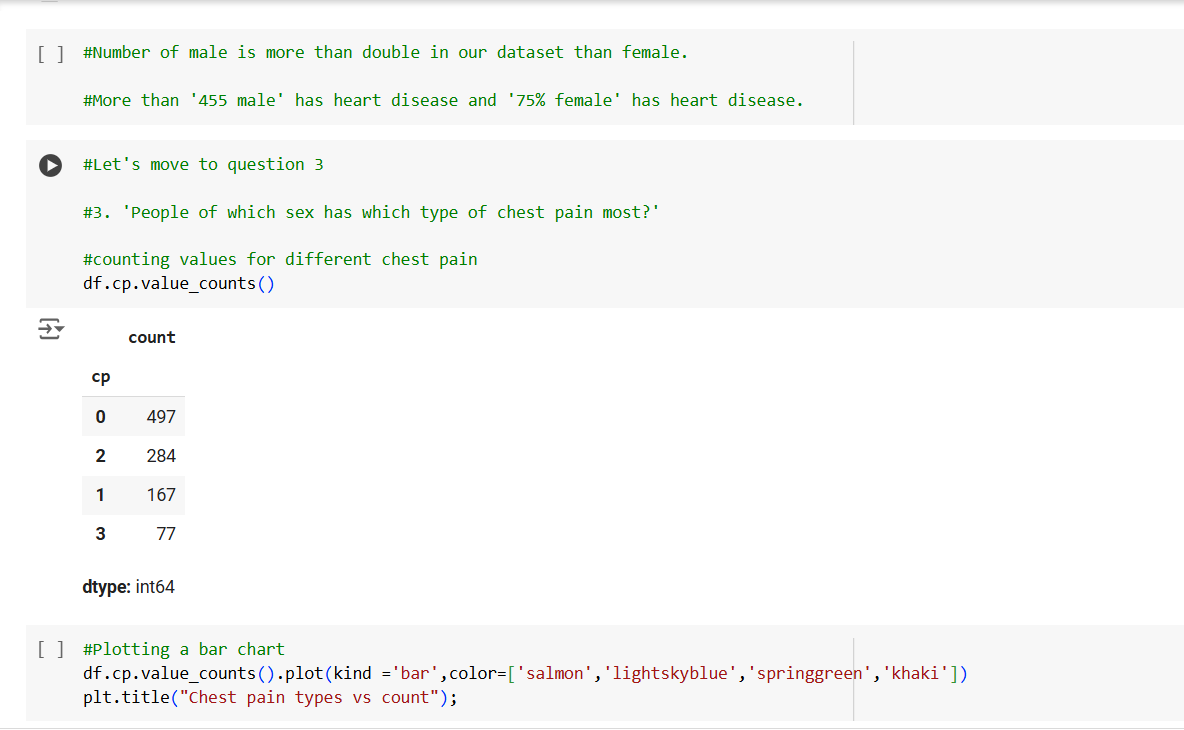 [ ] #Number of male is more than double in our dataset than female.
#More than '455 male' has heart disease and '75% female' has heart disease.
#Let's move to question 3
#3. 'People of which sex has which type of chest pain most?'
#counting values for different chest pain
df.cp.value_counts()
count
cp
0 497
2 284
1 167
3 77
dtype: int64
[ ] #Plotting a bar chart
df.cp.value_counts().plot(kind ='bar',color=['salmon','lightskyblue','springgreen','khaki'])
plt.title("Chest pain types vs count");